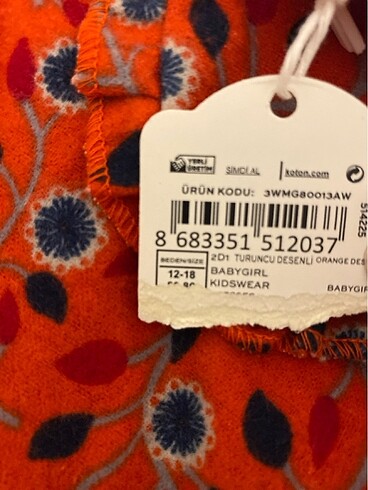 YERLİ ÜRETİM ŞİMDİ AL koton.com
ÜRÜN KODU: 3WMG80013AW
514225
8 683351 512037
BEDEN/SIZE 2D1 TURUNCU DESENLİ ORANGE DES
12-18 BABYGIRL
KIDSWEAR BABYGIR